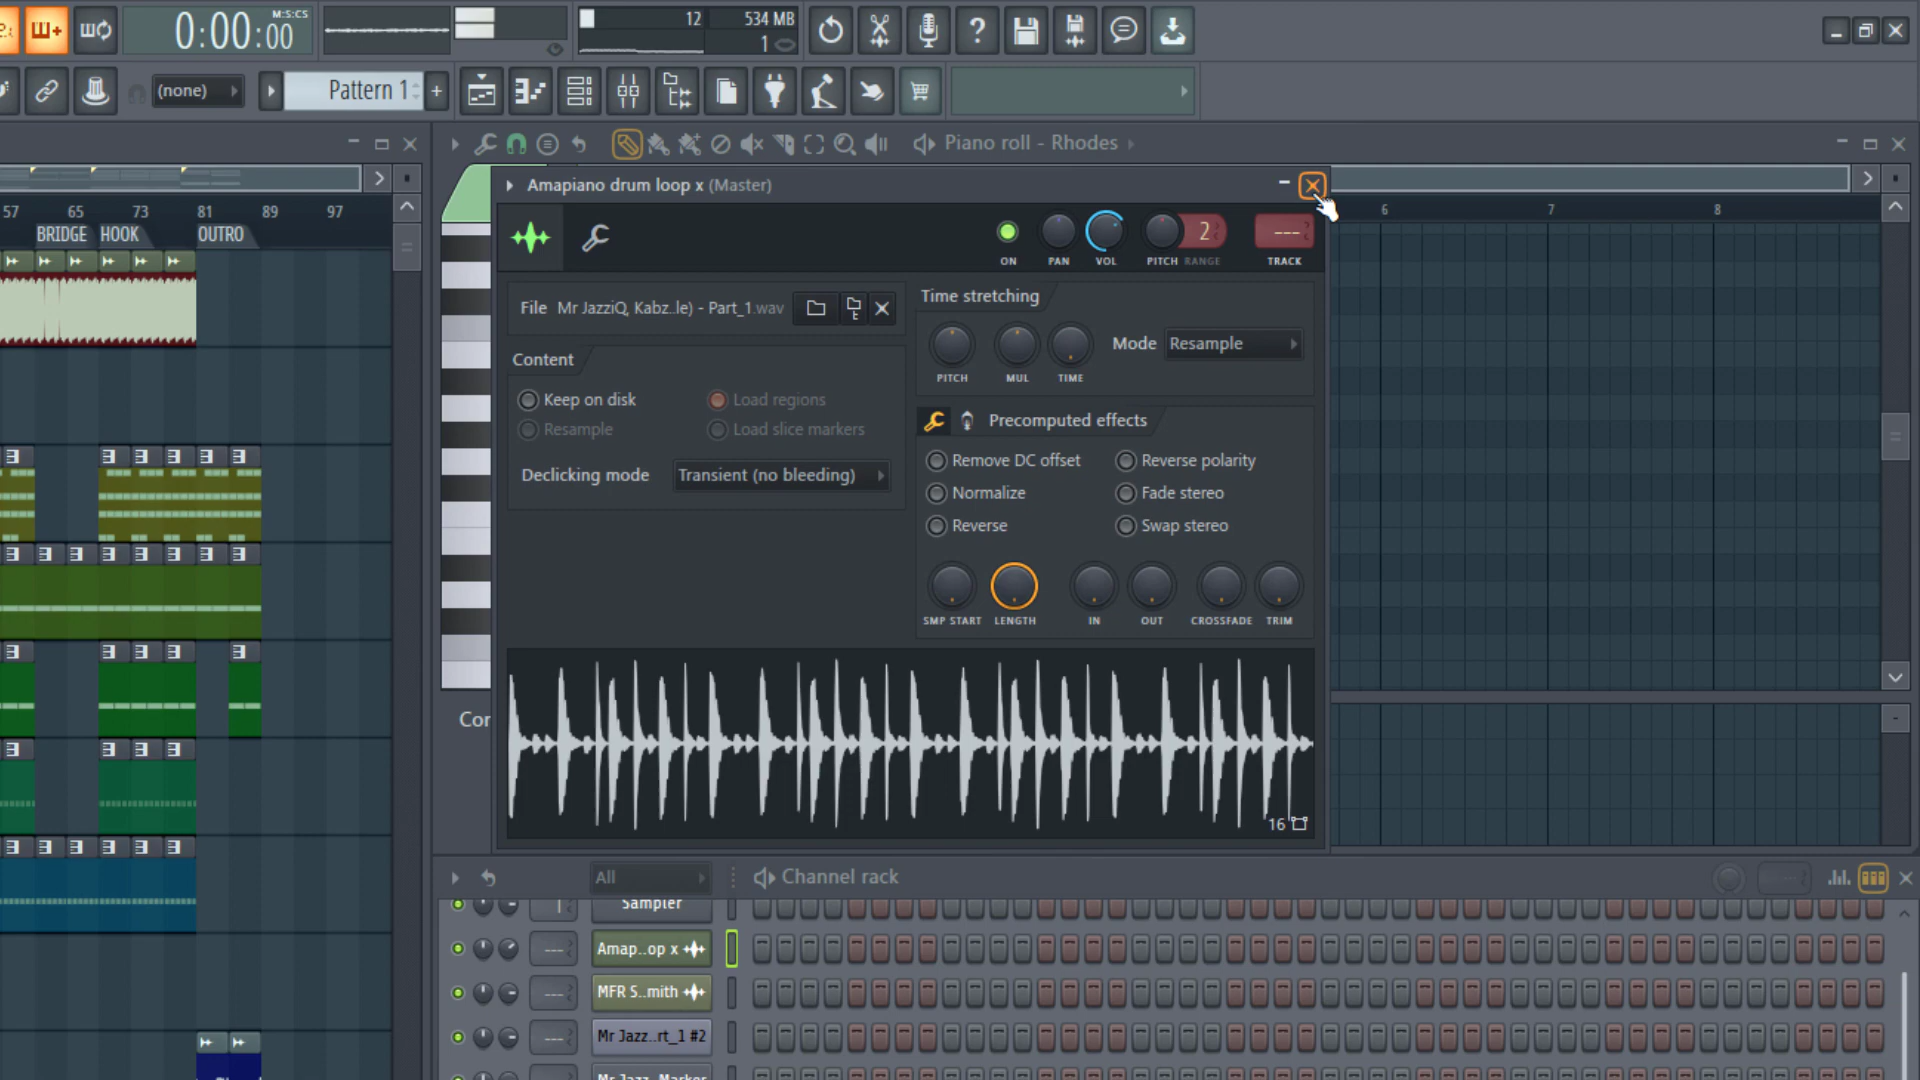 M:S:CS
0:00:00
12
534 MB
1
(none)
Pattern 1
+
Piano roll - Rhodes
57 65 73 81 89 97
BRIDGE HOOK OUTRO
6 7 8
Amapiano drum loop x (Master)
2
---
ON PAN VOL PITCH RANGE TRACK
File Mr JazziQ, Kabz..le) - Part_1.wav
Time stretching
Mode Resample
PITCH MUL TIME
Content
Keep on disk
Load regions
Resample
Load slice markers
Declicking mode Transient (no bleeding)
Precomputed effects
Remove DC offset
Reverse polarity
Normalize
Fade stereo
Reverse
Swap stereo
SMP START LENGTH IN OUT CROSSFADE TRIM
Cor
16
All
Channel rack
Sampler
--- Amap..op x
--- MFR S..mith
--- Mr Jazz..rt_1 #2
Mr Jazz..Marker